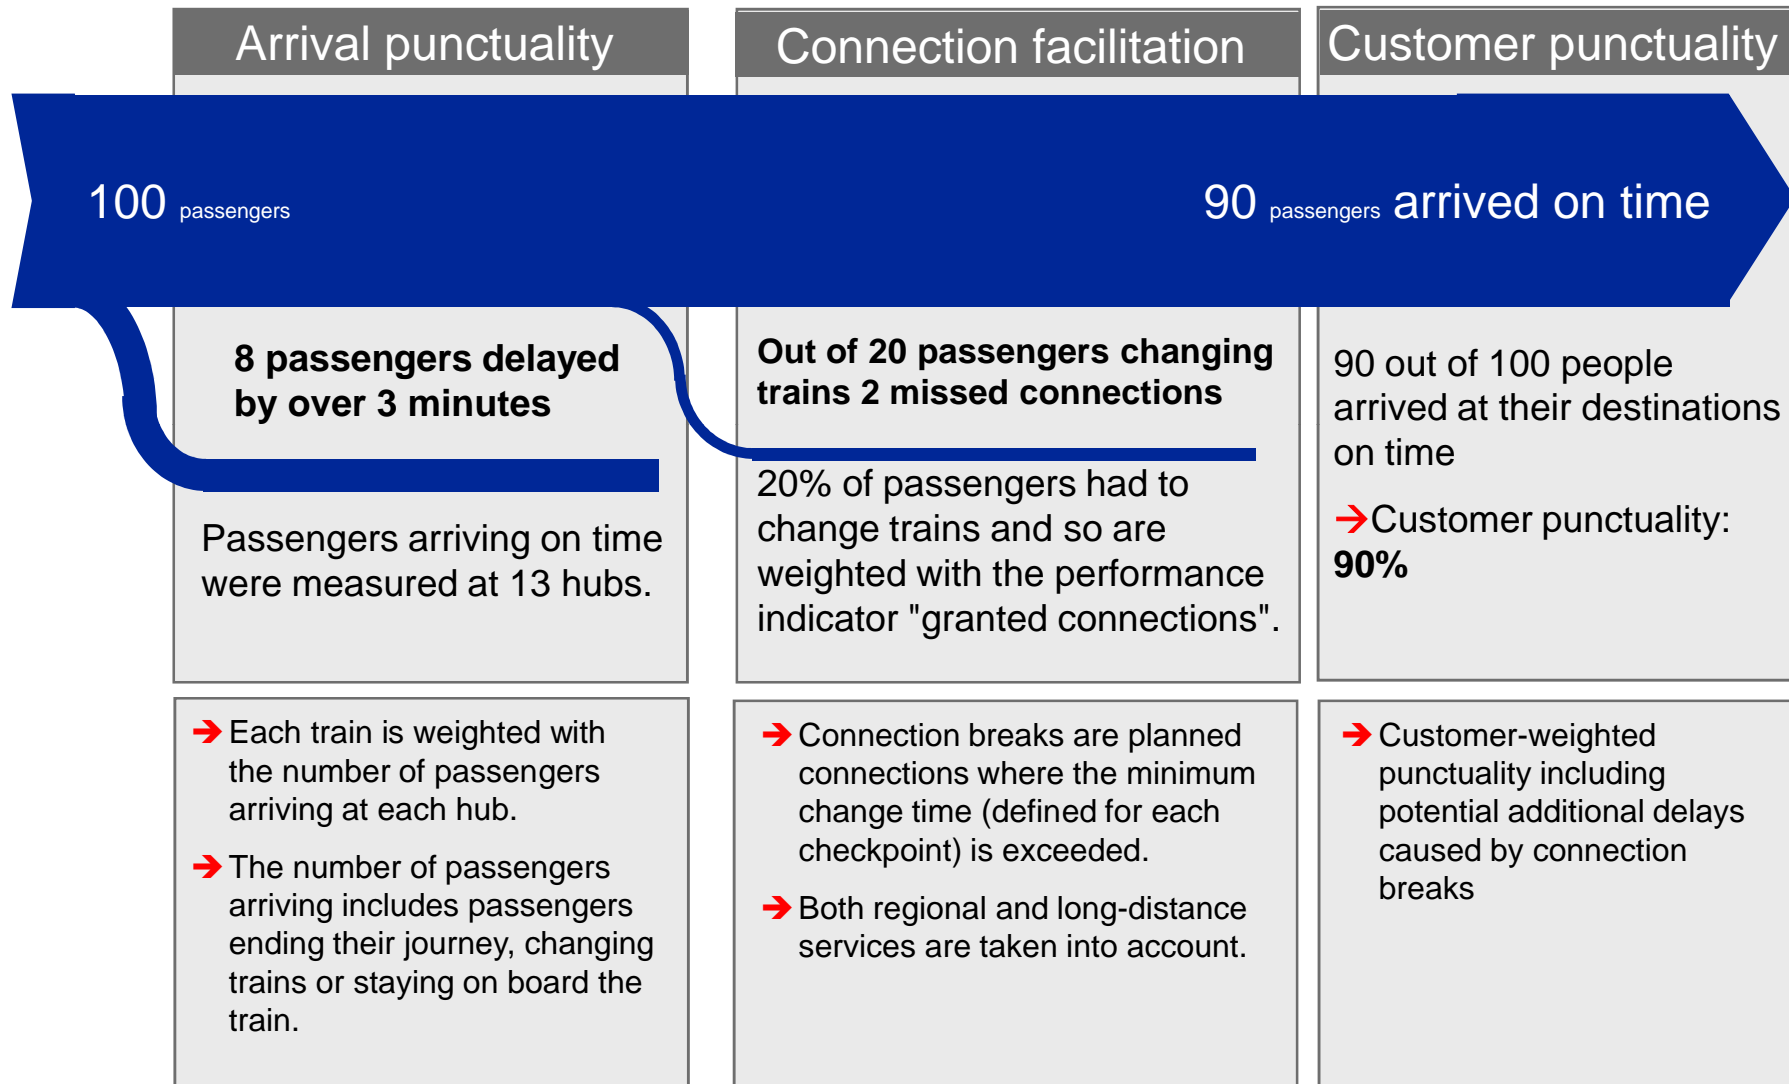 Arrival punctuality
Connection facilitation
Customer punctuality
100 passengers
90 passengers arrived on time
8 passengers delayed
by over 3 minutes
Passengers arriving on time
were measured at 13 hubs.
Out of 20 passengers changing
trains 2 missed connections
20% of passengers had to
change trains and so are
weighted with the performance
indicator "granted connections".
90 out of 100 people
arrived at their destinations
on time
→Customer punctuality:
90%
➔ Each train is weighted with
the number of passengers
arriving at each hub.
➔ The number of passengers
arriving includes passengers
ending their journey, changing
trains or staying on board the
train.
➔ Connection breaks are planned
connections where the minimum
change time (defined for each
checkpoint) is exceeded.
➔ Both regional and long-distance
services are taken into account.
➔ Customer-weighted
punctuality including
potential additional delays
caused by connection
breaks